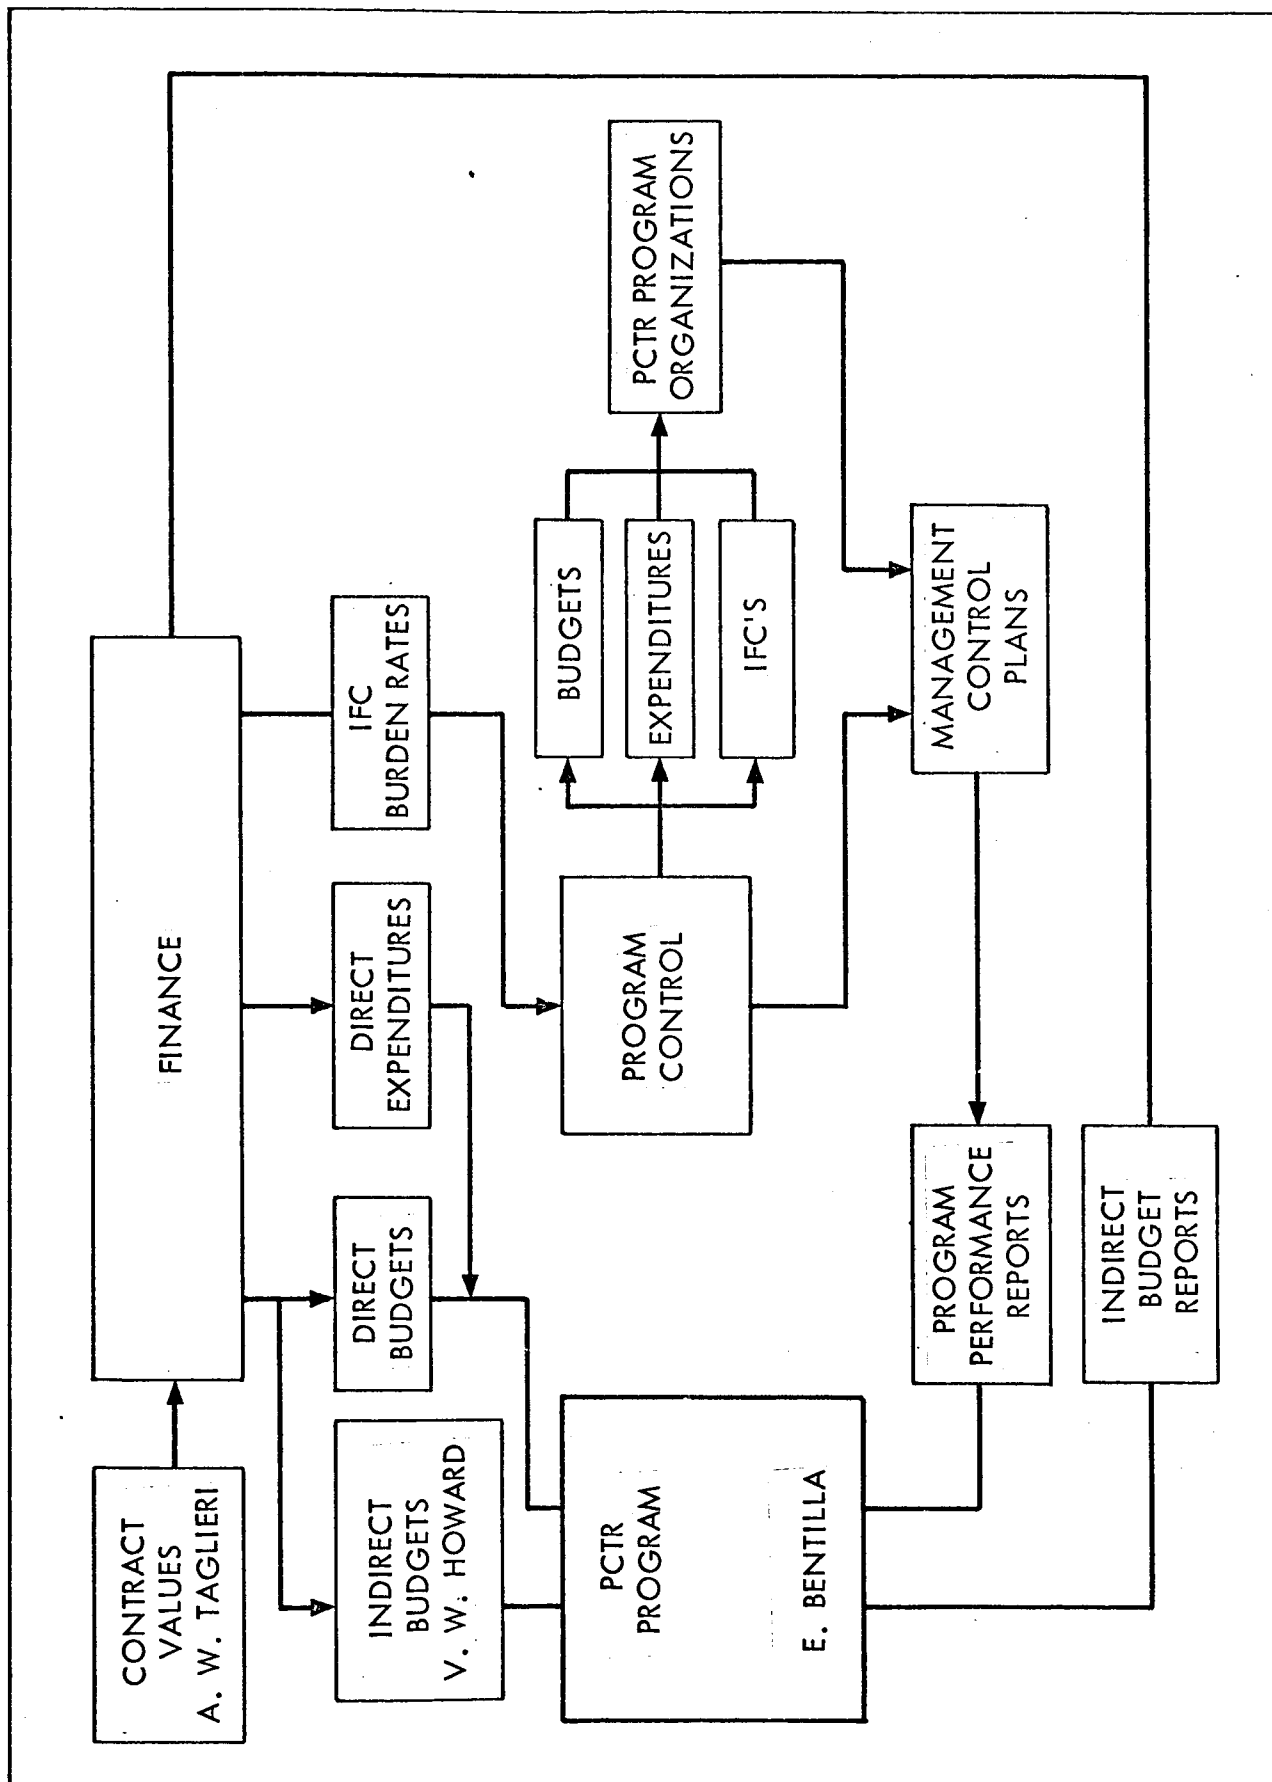 CONTRACT
VALUES
A. W. TAGLIERI
FINANCE
INDIRECT
BUDGETS
V. W. HOWARD
DIRECT
BUDGETS
DIRECT
EXPENDITURES
IFC
BURDEN RATES
PCTR
PROGRAM
E. BENTILLA
PROGRAM
CONTROL
BUDGETS
EXPENDITURES
IFC'S
PCTR PROGRAM
ORGANIZATIONS
PROGRAM
PERFORMANCE
REPORTS
MANAGEMENT
CONTROL
PLANS
INDIRECT
BUDGET
REPORTS